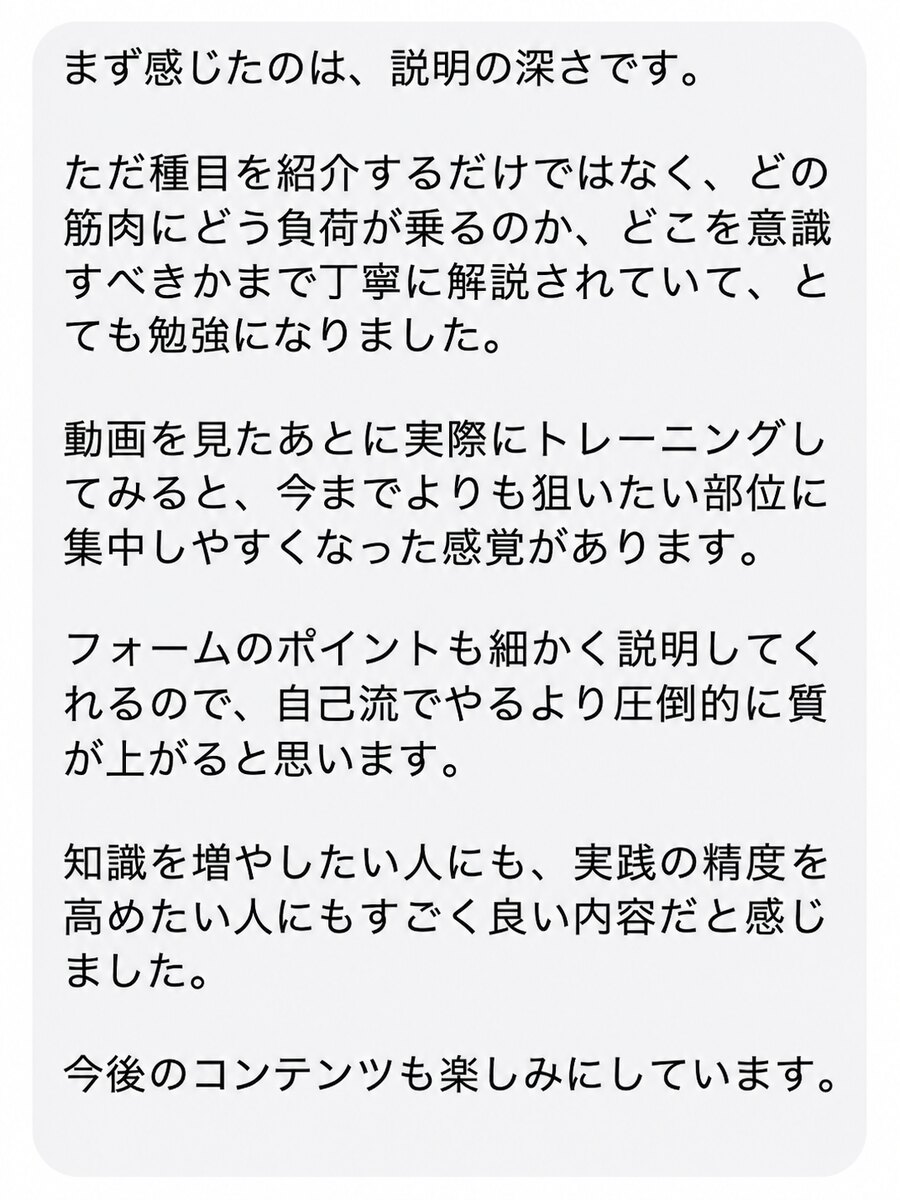 まず感じたのは、説明の深さです。
ただ種目を紹介するだけではなく、どの
筋肉にどう負荷が乗るのか、どこを意識
すべきかまで丁寧に解説されていて、と
ても勉強になりました。
動画を見たあとに実際にトレーニングし
てみると、今までよりも狙いたい部位に
集中しやすくなった感覚があります。
フォームのポイントも細かく説明してく
れるので、自己流でやるより圧倒的に質
が上がると思います。
知識を増やしたい人にも、実践の精度を
高めたい人にもすごく良い内容だと感じ
ました。
今後のコンテンツも楽しみにしています。